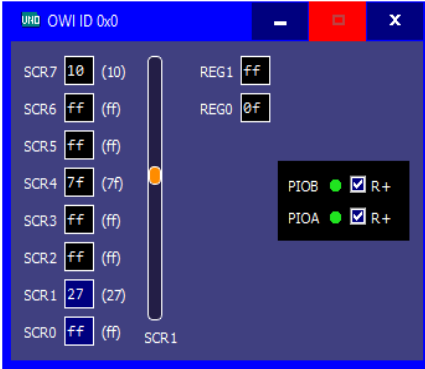 UNO OWI ID 0x0
SCR7 10 (10) REG1 ff
SCR6 ff (ff) REG0 0f
SCR5 ff (ff)
SCR4 7f (7f) PIOB R+
SCR3 ff (ff) PIOA R+
SCR2 ff (ff)
SCR1 27 (27)
SCR0 ff (ff) SCR1